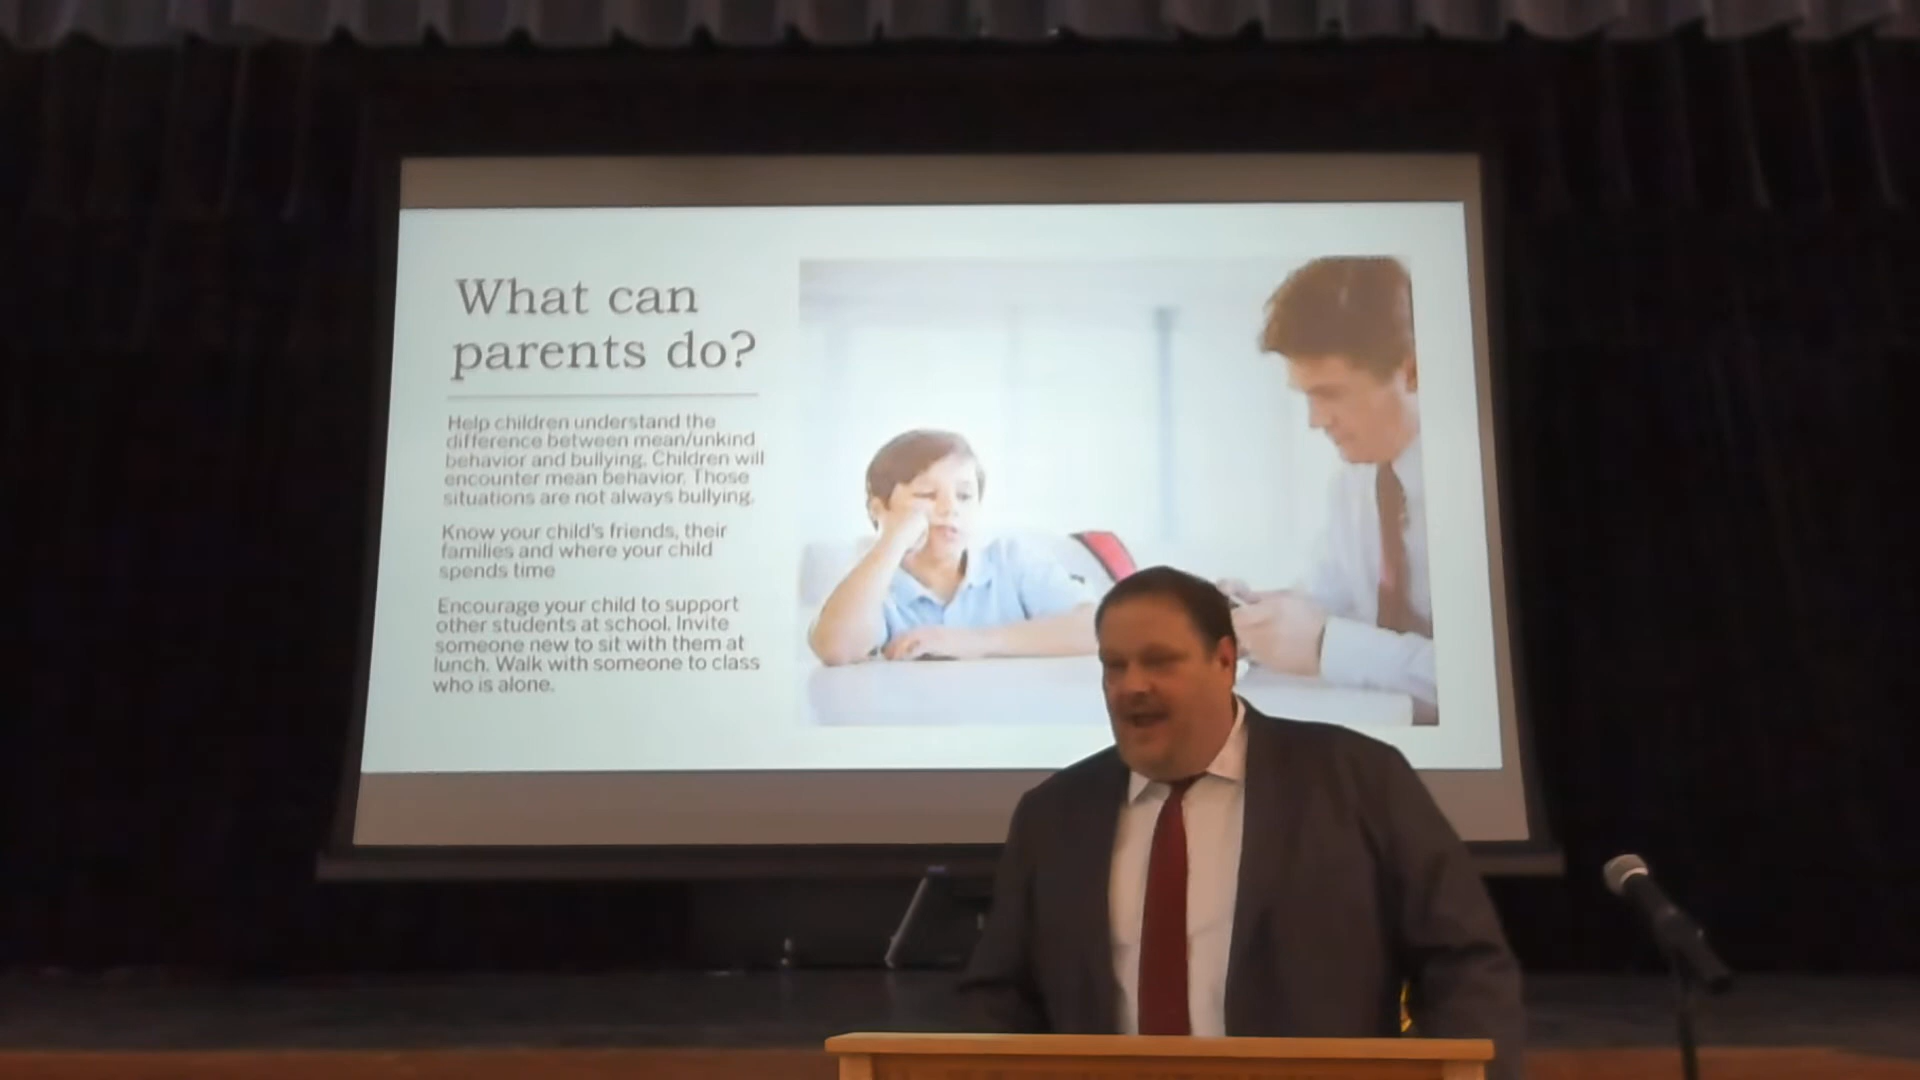 What can
parents do?
Help children understand the
difference between mean/unkind
behavior and bullying. Children will
encounter mean behavior. Those
situations are not always bullying.
Know your child's friends, their
families and where your child
spends time
Encourage your child to support
other students at school. Invite
someone new to sit with them at
lunch. Walk with someone to class
who is alone.